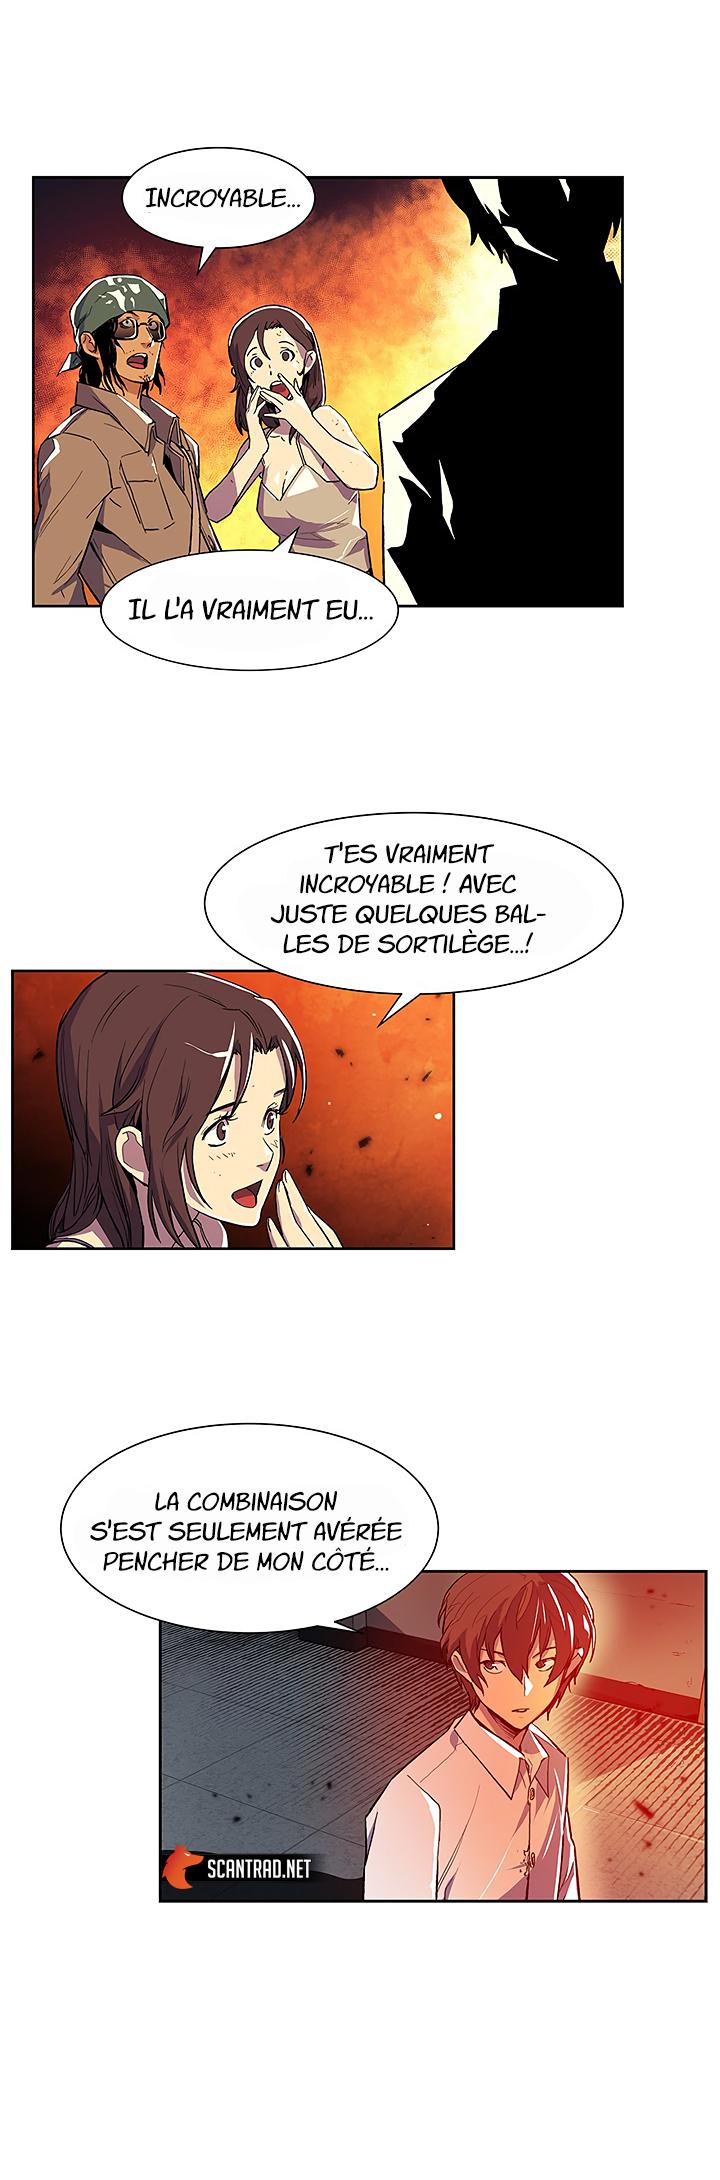 INCROYABLE...
IL L'A VRAIMENT EU...
T'ES VRAIMENT
INCROYABLE ! AVEC
JUSTE QUELQUES BAL-
LES DE SORTILÈGE...!
LA COMBINAISON
S'EST SEULEMENT AVÉRÉE
PENCHER DE MON CÔTÉ...
SCANTRAD.NET